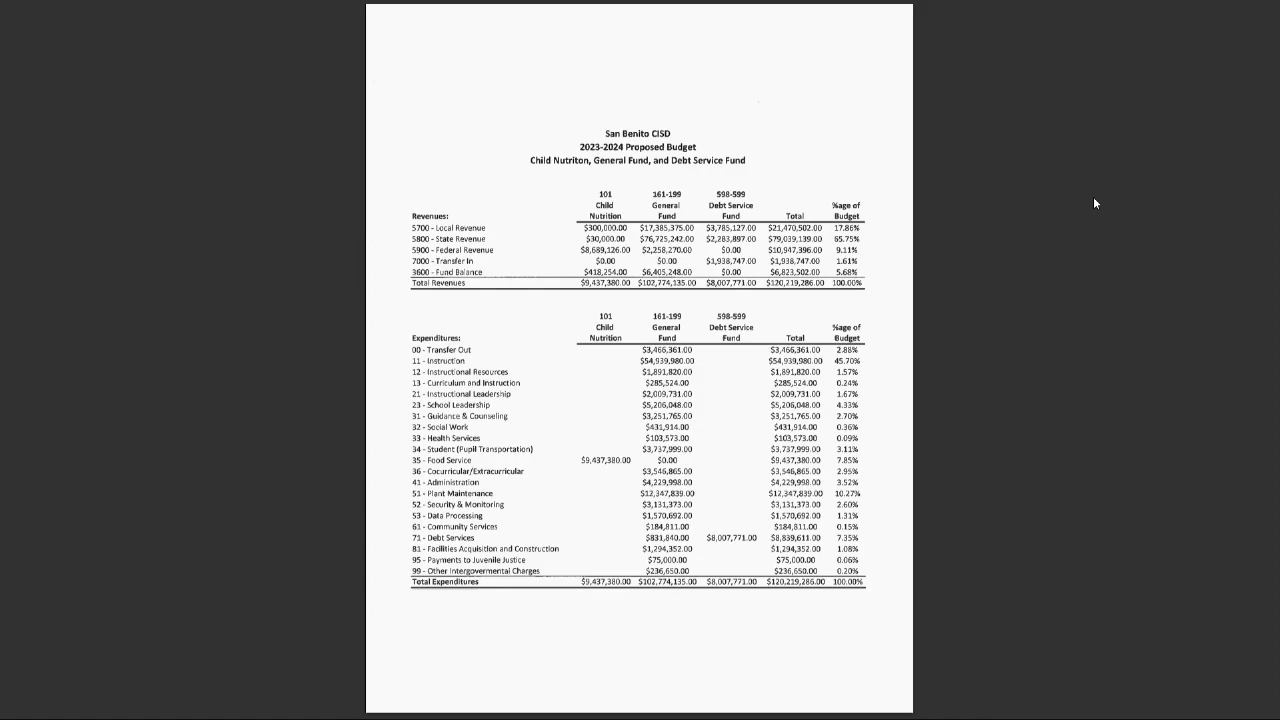 San Benito CISD
2023-2024 Proposed Budget
Child Nutriton, General Fund, and Debt Service Fund
101 161-199 598-599
Child General Debt Service %age of
Revenues: Nutrition Fund Fund Total Budget
5700 - Local Revenue $300,000.00 $17,385,375.00 $3,785,127.00 $21,470,502.00 17.86%
5800 - State Revenue $30,000.00 $76,725,242.00 $2,283,897.00 $79,039,139.00 65.75%
5900 - Federal Revenue $8,689,126.00 $2,258,270.00 $0.00 $10,947,396.00 9.11%
7000 - Transfer In $0.00 $0.00 $1,938,747.00 $1,938,747.00 1.61%
3600 - Fund Balance $418,254.00 $6,405,248.00 $0.00 $6,823,502.00 5.68%
Total Revenues $9,437,380.00 $102,774,135.00 $8,007,771.00 $120,219,286.00 100.00%
101 161-199 598-599
Child General Debt Service %age of
Expenditures: Nutrition Fund Fund Total Budget
00 - Transfer Out $3,466,361.00 $3,466,361.00 2.88%
11 - Instruction $54,939,980.00 $54,939,980.00 45.70%
12 - Instructional Resources $1,891,820.00 $1,891,820.00 1.57%
13 - Curriculum and Instruction $285,524.00 $285,524.00 0.24%
21 - Instructional Leadership $2,009,731.00 $2,009,731.00 1.67%
23 - School Leadership $5,206,048.00 $5,206,048.00 4.33%
31 - Guidance & Counseling $3,251,765.00 $3,251,765.00 2.70%
32 - Social Work $431,914.00 $431,914.00 0.36%
33 - Health Services $103,573.00 $103,573.00 0.09%
34 - Student (Pupil Transportation) $3,737,999.00 $3,737,999.00 3.11%
35 - Food Service $9,437,380.00 $0.00 $9,437,380.00 7.85%
36 - Cocurricular/Extracurricular $3,546,865.00 $3,546,865.00 2.95%
41 - Administration $4,229,998.00 $4,229,998.00 3.52%
51 - Plant Maintenance $12,347,839.00 $12,347,839.00 10.27%
52 - Security & Monitoring $3,131,373.00 $3,131,373.00 2.60%
53 - Data Processing $1,570,692.00 $1,570,692.00 1.31%
61 - Community Services $184,811.00 $184,811.00 0.15%
71 - Debt Services $831,840.00 $8,007,771.00 $8,839,611.00 7.35%
81 - Facilities Acquisition and Construction $1,294,352.00 $1,294,352.00 1.08%
95 - Payments to Juvenile Justice $75,000.00 $75,000.00 0.06%
99 - Other Intergovermental Charges $236,650.00 $236,650.00 0.20%
Total Expenditures $9,437,380.00 $102,774,135.00 $8,007,771.00 $120,219,286.00 100.00%